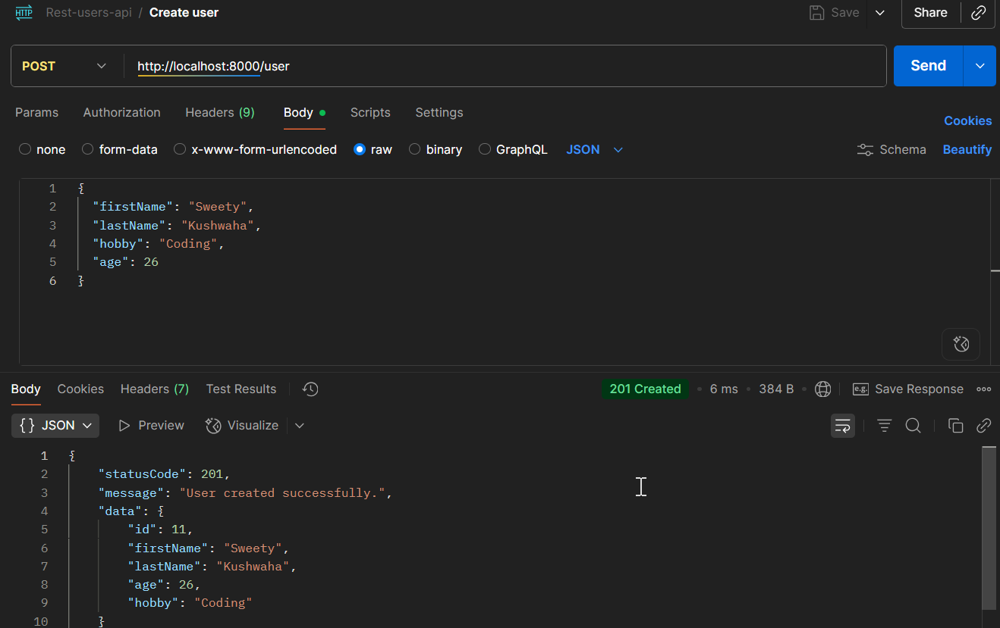 HTTP Rest-users-api / Create user Save Share
POST http://localhost:8000/user Send
Params Authorization Headers (9) Body Scripts Settings Cookies
none form-data x-www-form-urlencoded raw binary GraphQL JSON Schema Beautify
1 {
2 "firstName": "Sweety",
3 "lastName": "Kushwaha",
4 "hobby": "Coding",
5 "age": 26
6 }
Body Cookies Headers (7) Test Results 201 Created • 6 ms • 384 B • e.g. Save Response
{} JSON Preview Visualize
1 {
2 "statusCode": 201,
3 "message": "User created successfully.",
4 "data": {
5 "id": 11,
6 "firstName": "Sweety",
7 "lastName": "Kushwaha",
8 "age": 26,
9 "hobby": "Coding"
10 }